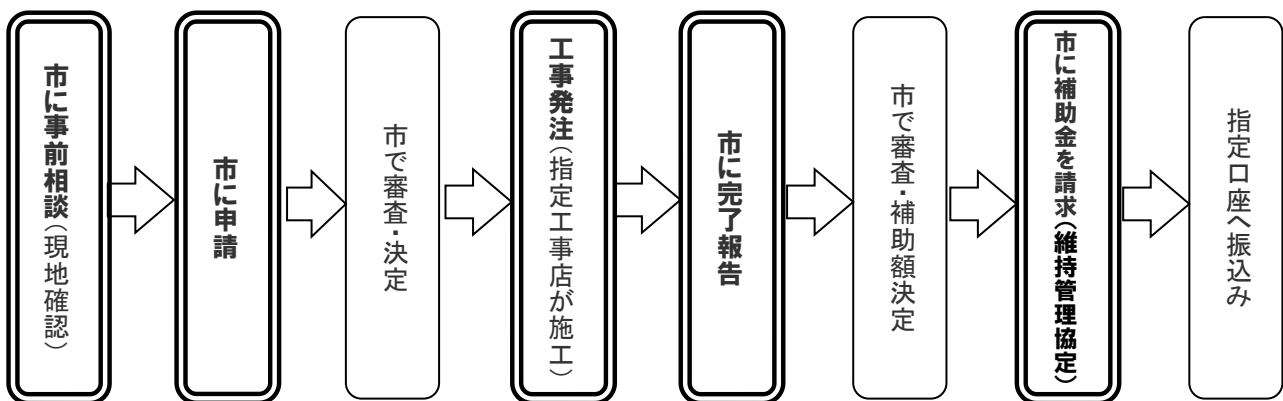 市に事前相談（現地確認）
市に申請
市で審査・決定
工事発注（指定工事店が施工）
市に完了報告
市で審査・補助額決定
市に補助金を請求（維持管理協定）
指定口座へ振込み